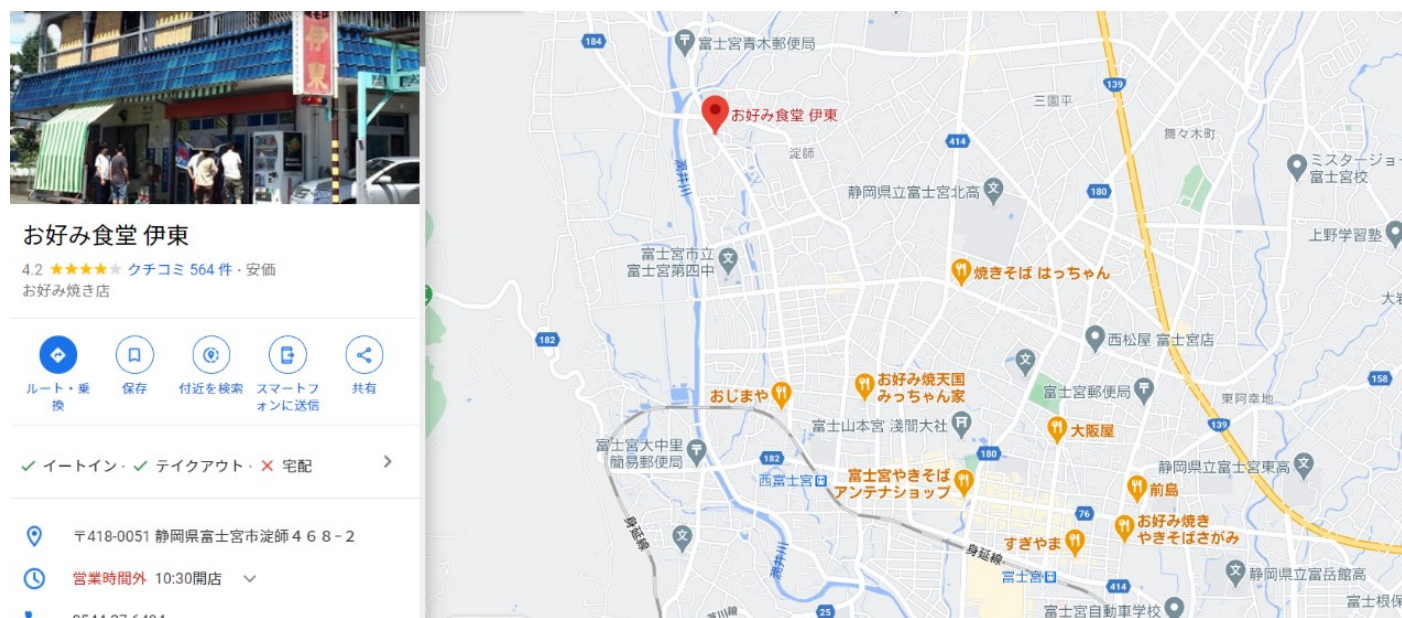 伊東
お好み食堂 伊東
4.2 ★★★★★ クチコミ 564 件 · 安価
お好み焼き店
ルート・乗
換
保存
付近を検索
スマートフ
ォンに送信
共有
✓ イートイン · ✓ テイクアウト · × 宅配
〒418-0051 静岡県富士宮市淀師４６８−２
営業時間外 10:30開店
184
富士宮青木郵便局
139
お好み食堂 伊東
三園平
舞々木町
淀師
414
ミスタージョー
富士宮校
潤井川
静岡県立富士宮北高
180
上野学習塾
富士宮市立
富士宮第四中
焼きそば はっちゃん
大岩
182
西松屋 富士宮店
お好み焼天国
みっちゃん家
富士宮郵便局
158
おじまや
東阿幸地
富士山本宮 浅間大社
大阪屋
139
富士宮大中里
簡易郵便局
182
180
静岡県立富士宮東高
西富士宮
富士宮やきそば
アンテナショップ
前島
76
お好み焼き
やきそばさがみ
身延線
すぎやま
身延線
潤井川
富士宮
静岡県立富岳館高
414
富士根保
25
富士宮自動車学校